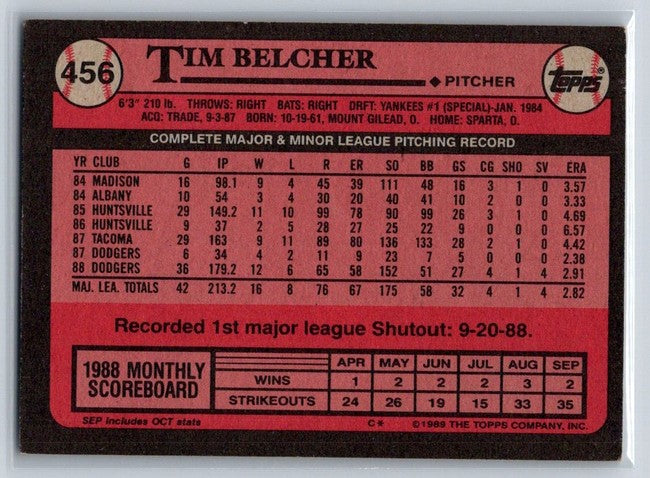 456
TIM BELCHER
PITCHER
topps®
6'3" 210 lb. THROWS: RIGHT BATS: RIGHT DRFT: YANKEES #1 (SPECIAL)-JAN. 1984
ACQ: TRADE, 9-3-87 BORN: 10-19-61, MOUNT GILEAD, O. HOME: SPARTA, O.
COMPLETE MAJOR & MINOR LEAGUE PITCHING RECORD
YR CLUB G IP W L R ER SO BB GS CG SHO SV ERA
84 MADISON 16 98.1 9 4 45 39 111 48 16 3 1 0 3.57
84 ALBANY 10 54 3 4 30 20 40 41 10 1 0 0 3.33
85 HUNTSVILLE 29 149.2 11 10 99 78 90 99 26 3 1 0 4.69
86 HUNTSVILLE 9 37 2 5 28 27 25 22 9 0 0 0 6.57
87 TACOMA 29 163 9 11 89 80 136 133 28 2 1 0 4.42
87 DODGERS 6 34 4 2 11 9 23 7 5 0 0 0 2.38
88 DODGERS 36 179.2 12 6 65 58 152 51 27 4 1 4 2.91
MAJ. LEA. TOTALS 42 213.2 16 8 76 67 175 58 32 4 1 4 2.82
Recorded 1st major league Shutout: 9-20-88.
1988 MONTHLY
SCOREBOARD
APR MAY JUN JUL AUG SEP
WINS 1 2 2 2 3 2
STRIKEOUTS 24 26 19 15 33 35
SEP includes OCT stats
C* ©1989 THE TOPPS COMPANY, INC.